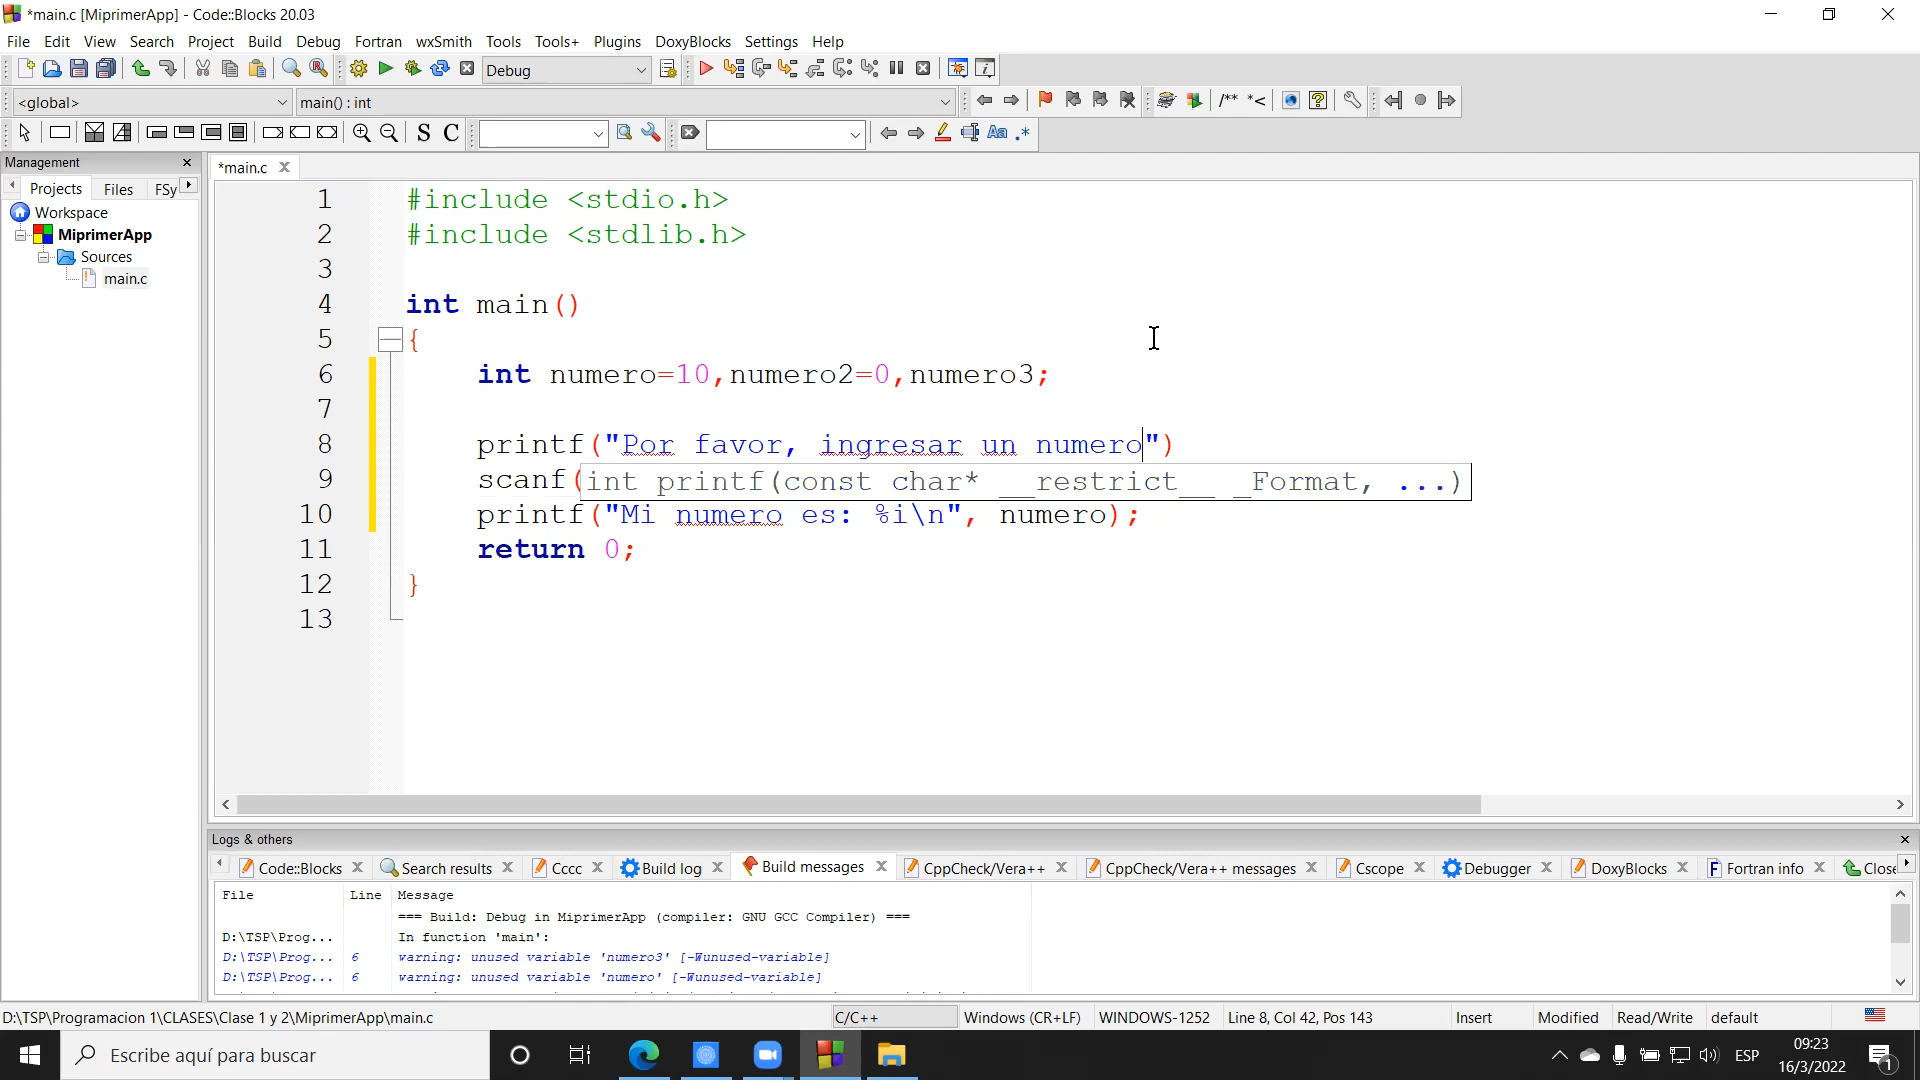 *main.c [MiprimerApp] - Code::Blocks 20.03
File Edit View Search Project Build Debug Fortran wxSmith Tools Tools+ Plugins DoxyBlocks Settings Help
Debug
<global> main() : int /** *<
S C Aa .*
Management
Projects Files FSy
Workspace
MiprimerApp
Sources
main.c
*main.c
1 #include <stdio.h>
2 #include <stdlib.h>
3
4 int main()
5 {
6 int numero=10,numero2=0,numero3;
7
8 printf("Por favor, ingresar un numero")
9 scanf(
int printf(const char* __restrict__ _Format, ...)
10 printf("Mi numero es: %i\n", numero);
11 return 0;
12 }
13
Logs & others
Code::Blocks Search results Cccc Build log Build messages CppCheck/Vera++ CppCheck/Vera++ messages Cscope Debugger DoxyBlocks Fortran info Close
File Line Message
=== Build: Debug in MiprimerApp (compiler: GNU GCC Compiler) ===
D:\TSP\Prog... In function 'main':
D:\TSP\Prog... 6 warning: unused variable 'numero3' [-Wunused-variable]
D:\TSP\Prog... 6 warning: unused variable 'numero' [-Wunused-variable]
D:\TSP\Programacion 1\CLASES\Clase 1 y 2\MiprimerApp\main.c C/C++ Windows (CR+LF) WINDOWS-1252 Line 8, Col 42, Pos 143 Insert Modified Read/Write default
Escribe aquí para buscar
ESP
09:23
16/3/2022
1